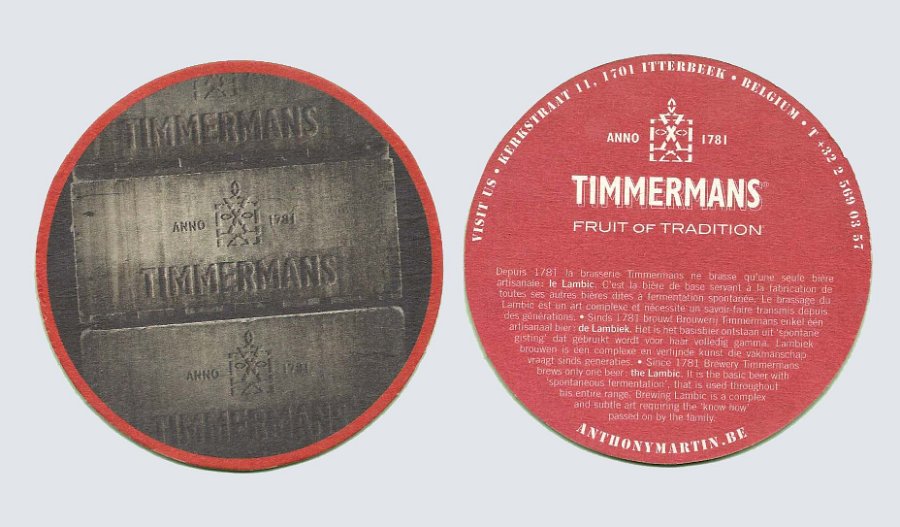 TIMMERMANS
ANNO 1781
TIMMERMANS
ANNO 1781
TIMMERMANS
VISIT US • KERKSTRAAT 11, 1701 ITTERBEEK • BELGIUM • T +32 2 569 03 57
ANNO 1781
TIMMERMANS
FRUIT OF TRADITION
Depuis 1781 la brasserie Timmermans ne brasse qu'une seule bière
artisanale: le Lambic. C'est la bière de base servant à la fabrication de
toutes ses autres bières dites à fermentation spontanée. Le brassage du
Lambic est un art complexe et nécessite un savoir-faire transmis depuis
des générations. • Sinds 1781 brouwt Brouwerij Timmermans enkel één
artisanaal bier: de Lambiek. Het is het basisbier ontstaan uit 'spontane
gisting' dat gebruikt wordt voor haar volledig gamma. Lambiek
brouwen is een complexe en verfijnde kunst die vakmanschap
vraagt sinds generaties. • Since 1781 Brewery Timmermans
brews only one beer: the Lambic. It is the basic beer with
'spontaneous fermentation', that is used throughout
his entire range. Brewing Lambic is a complex
and subtle art requiring the 'know how'
passed on by the family.
ANTHONYMARTIN.BE